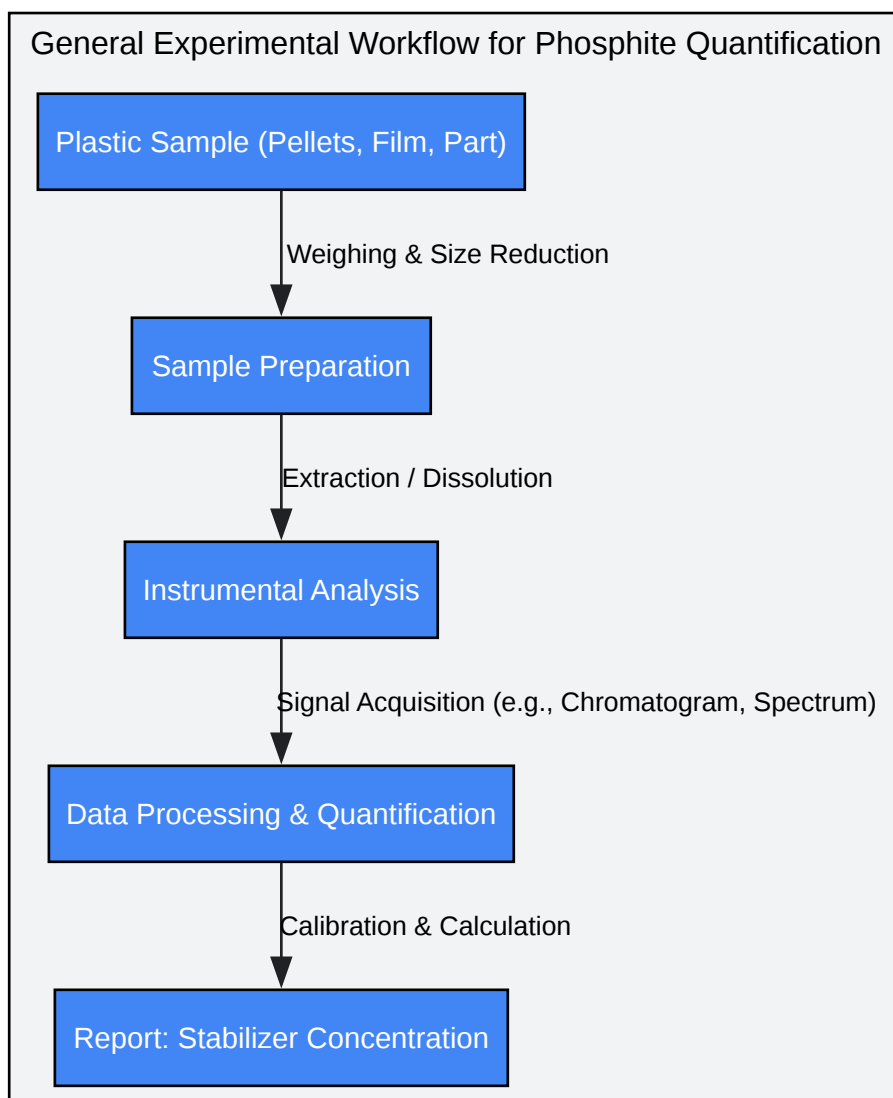 General Experimental Workflow for Phosphite Quantification
Plastic Sample (Pellets, Film, Part)
Weighing & Size Reduction
Sample Preparation
Extraction / Dissolution
Instrumental Analysis
Signal Acquisition (e.g., Chromatogram, Spectrum)
Data Processing & Quantification
Calibration & Calculation
Report: Stabilizer Concentration